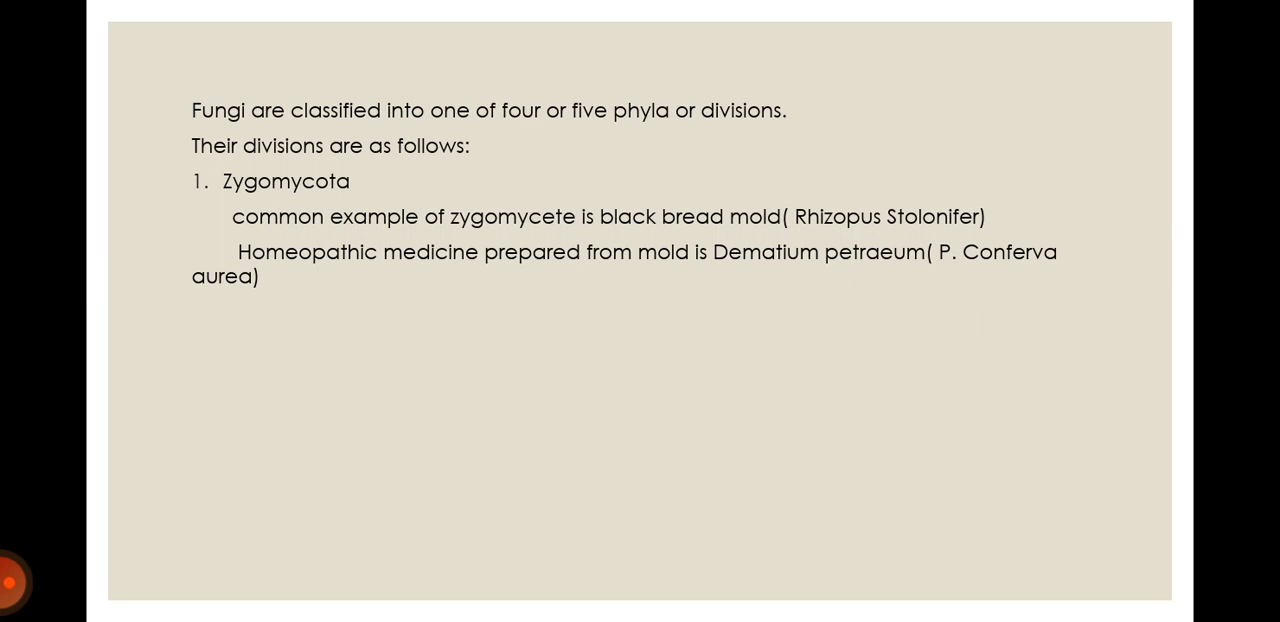 Fungi are classified into one of four or five phyla or divisions.
Their divisions are as follows:
1. Zygomycota
common example of zygomycete is black bread mold( Rhizopus Stolonifer)
Homeopathic medicine prepared from mold is Dematium petraeum( P. Conferva
aurea)